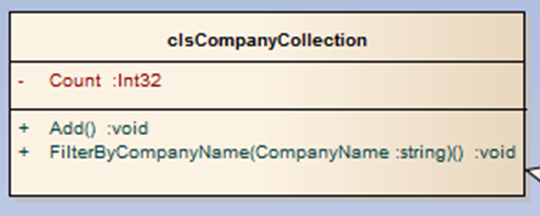 clsCompanyCollection
- Count :Int32
+ Add() :void
+ FilterByCompanyName(CompanyName :string)() :void